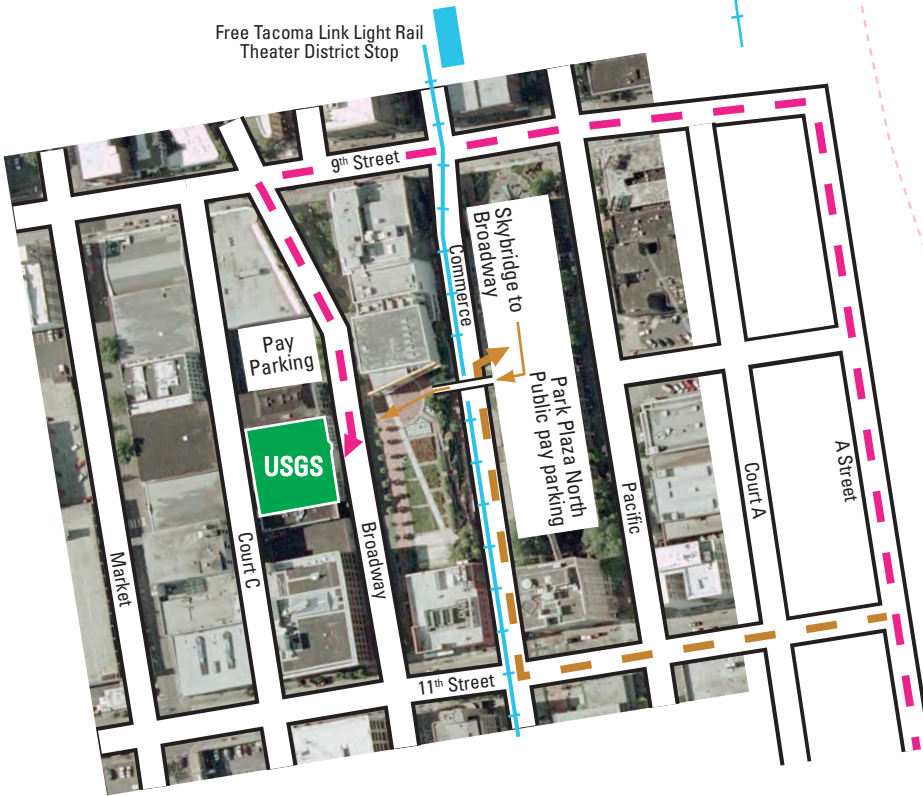 Free Tacoma Link Light Rail
Theater District Stop
9th Street
Skybridge to
Broadway
Commerce
Pay
Parking
Park Plaza North
Public pay parking
USGS
A Street
Court A
Pacific
Broadway
Court C
Market
11th Street